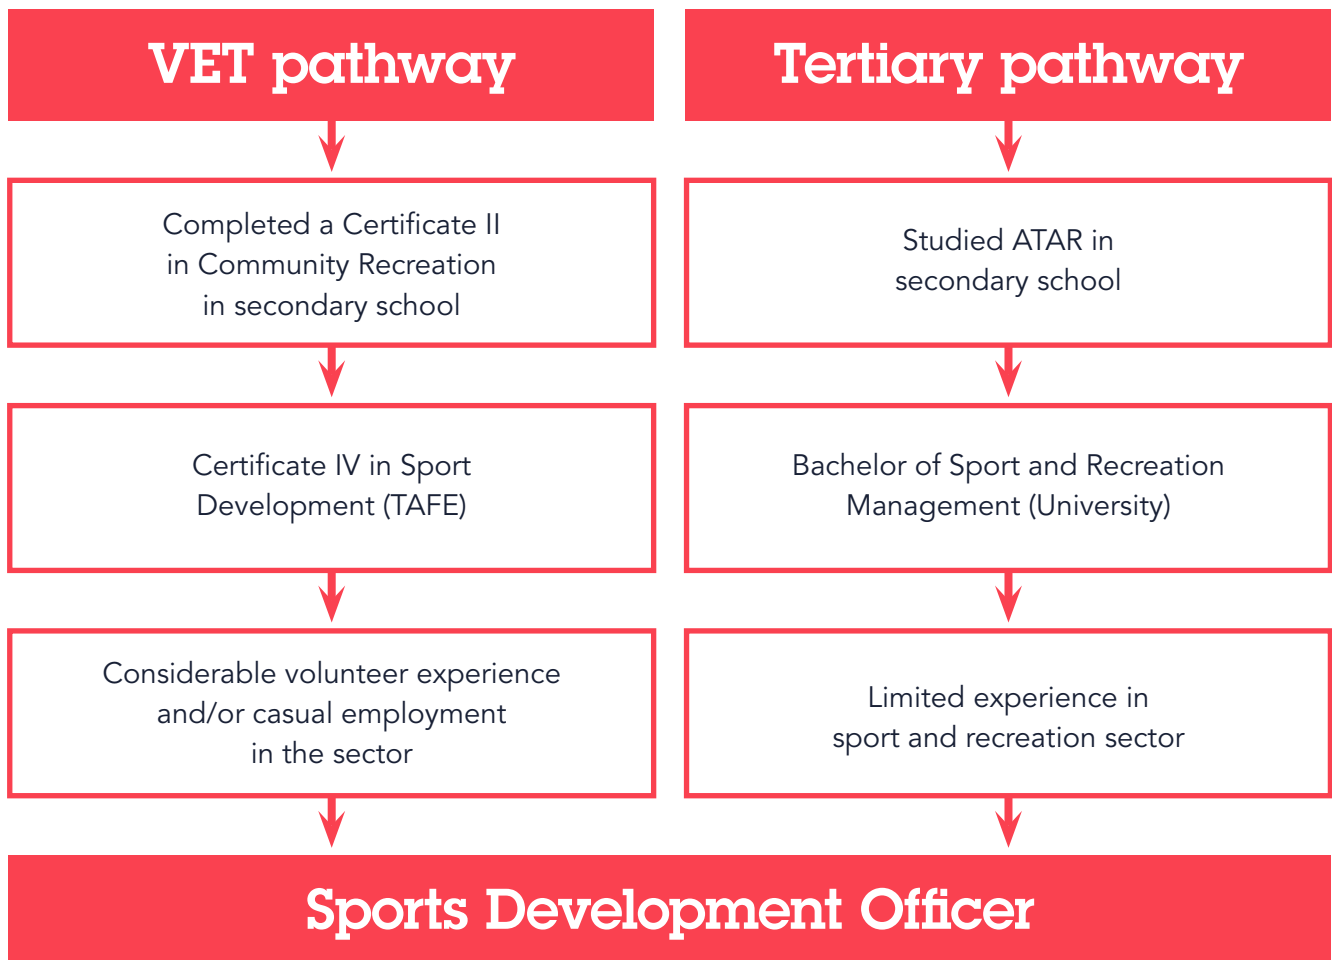 VET pathway
Completed a Certificate II
in Community Recreation
in secondary school
Certificate IV in Sport
Development (TAFE)
Considerable volunteer experience
and/or casual employment
in the sector
Tertiary pathway
Studied ATAR in
secondary school
Bachelor of Sport and Recreation
Management (University)
Limited experience in
sport and recreation sector
Sports Development Officer